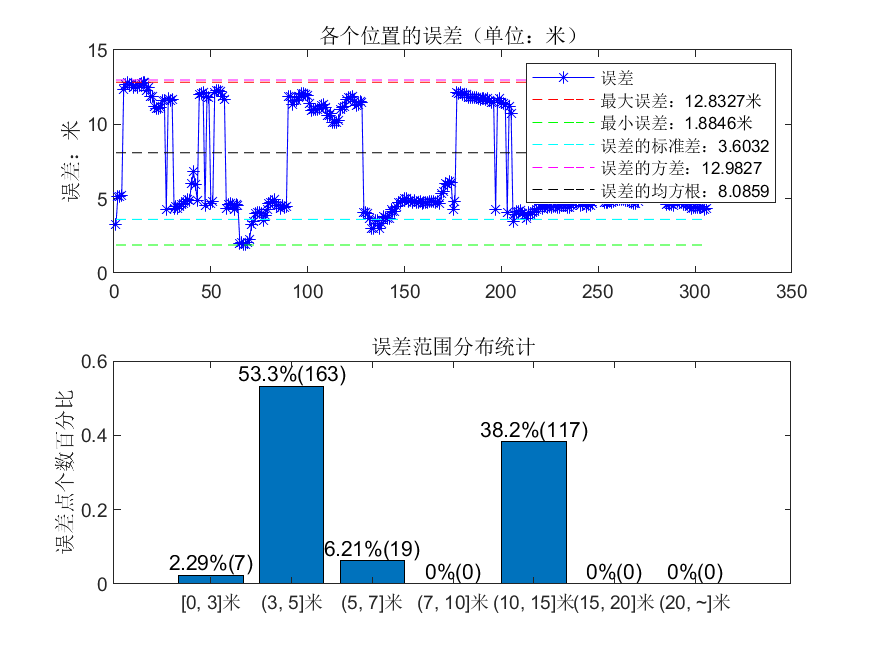 各个位置的误差（单位：米）
15
10
5
0
误差：米
误差
最大误差：12.8327米
最小误差：1.8846米
误差的标准差：3.6032
误差的方差：12.9827
误差的均方根：8.0859
0 50 100 150 200 250 300 350
误差范围分布统计
0.6
0.4
0.2
0
误差点个数百分比
2.29%(7)
53.3%(163)
6.21%(19)
0%(0)
38.2%(117)
0%(0)
0%(0)
[0, 3]米 (3, 5]米 (5, 7]米 (7, 10]米 (10, 15]米 (15, 20]米 (20, ~]米